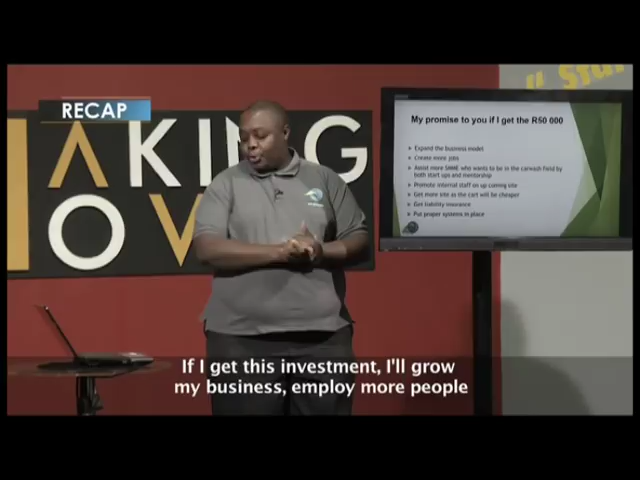 RECAP
AKING
OV
" Star
My promise to you if I get the R50 000
Expand the business model
Create more jobs
Assist more SMME who wants to be in the carwash field by
both start ups and mentorship
Promote internal staff on up coming site
Get more site as the cart will be cheaper
Get liability insurance
Put proper systems in place
If I get this investment, I'll grow
my business, employ more people